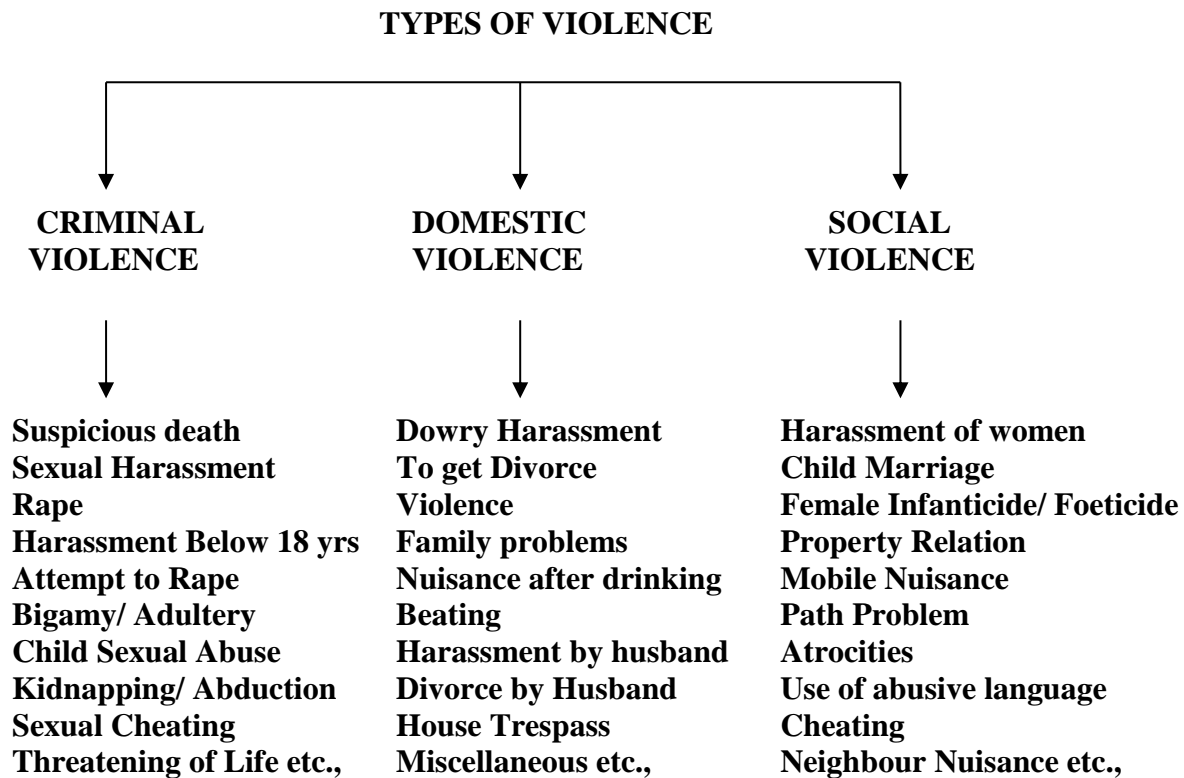 TYPES OF VIOLENCE
CRIMINAL
VIOLENCE
DOMESTIC
VIOLENCE
SOCIAL
VIOLENCE
Suspicious death
Sexual Harassment
Rape
Harassment Below 18 yrs
Attempt to Rape
Bigamy/ Adultery
Child Sexual Abuse
Kidnapping/ Abduction
Sexual Cheating
Threatening of Life etc.,
Dowry Harassment
To get Divorce
Violence
Family problems
Nuisance after drinking
Beating
Harassment by husband
Divorce by Husband
House Trespass
Miscellaneous etc.,
Harassment of women
Child Marriage
Female Infanticide/ Foeticide
Property Relation
Mobile Nuisance
Path Problem
Atrocities
Use of abusive language
Cheating
Neighbour Nuisance etc.,